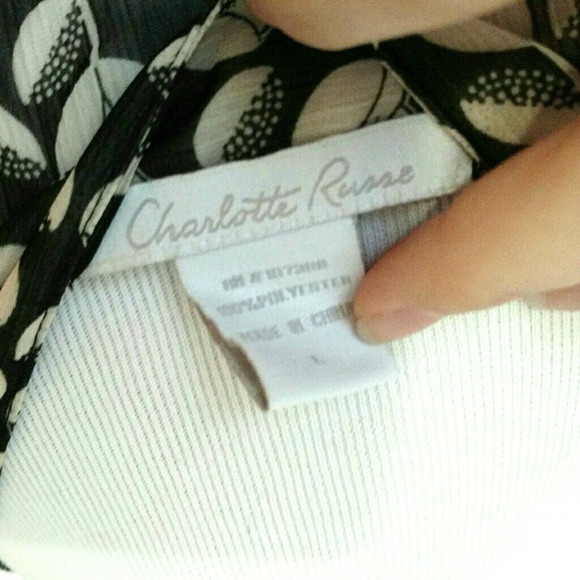 Charlotte Russe
100%POLYESTER
MADE IN CHINA
L